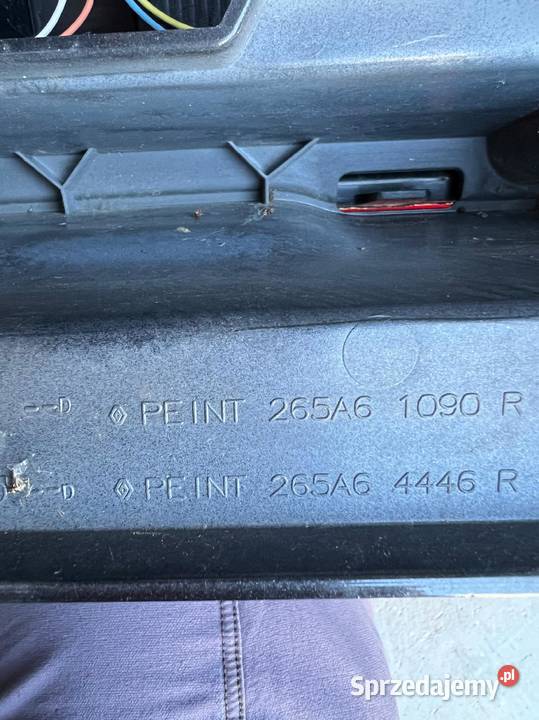 --D PEINT 265A6 1090 R
--D PEINT 265A6 4446 R
Sprzedajemy.pl